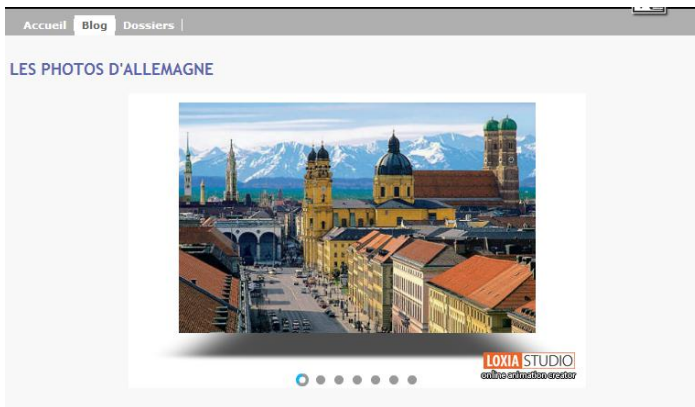 Accueil Blog Dossiers
LES PHOTOS D'ALLEMAGNE
LOXIA STUDIO
online animation creator